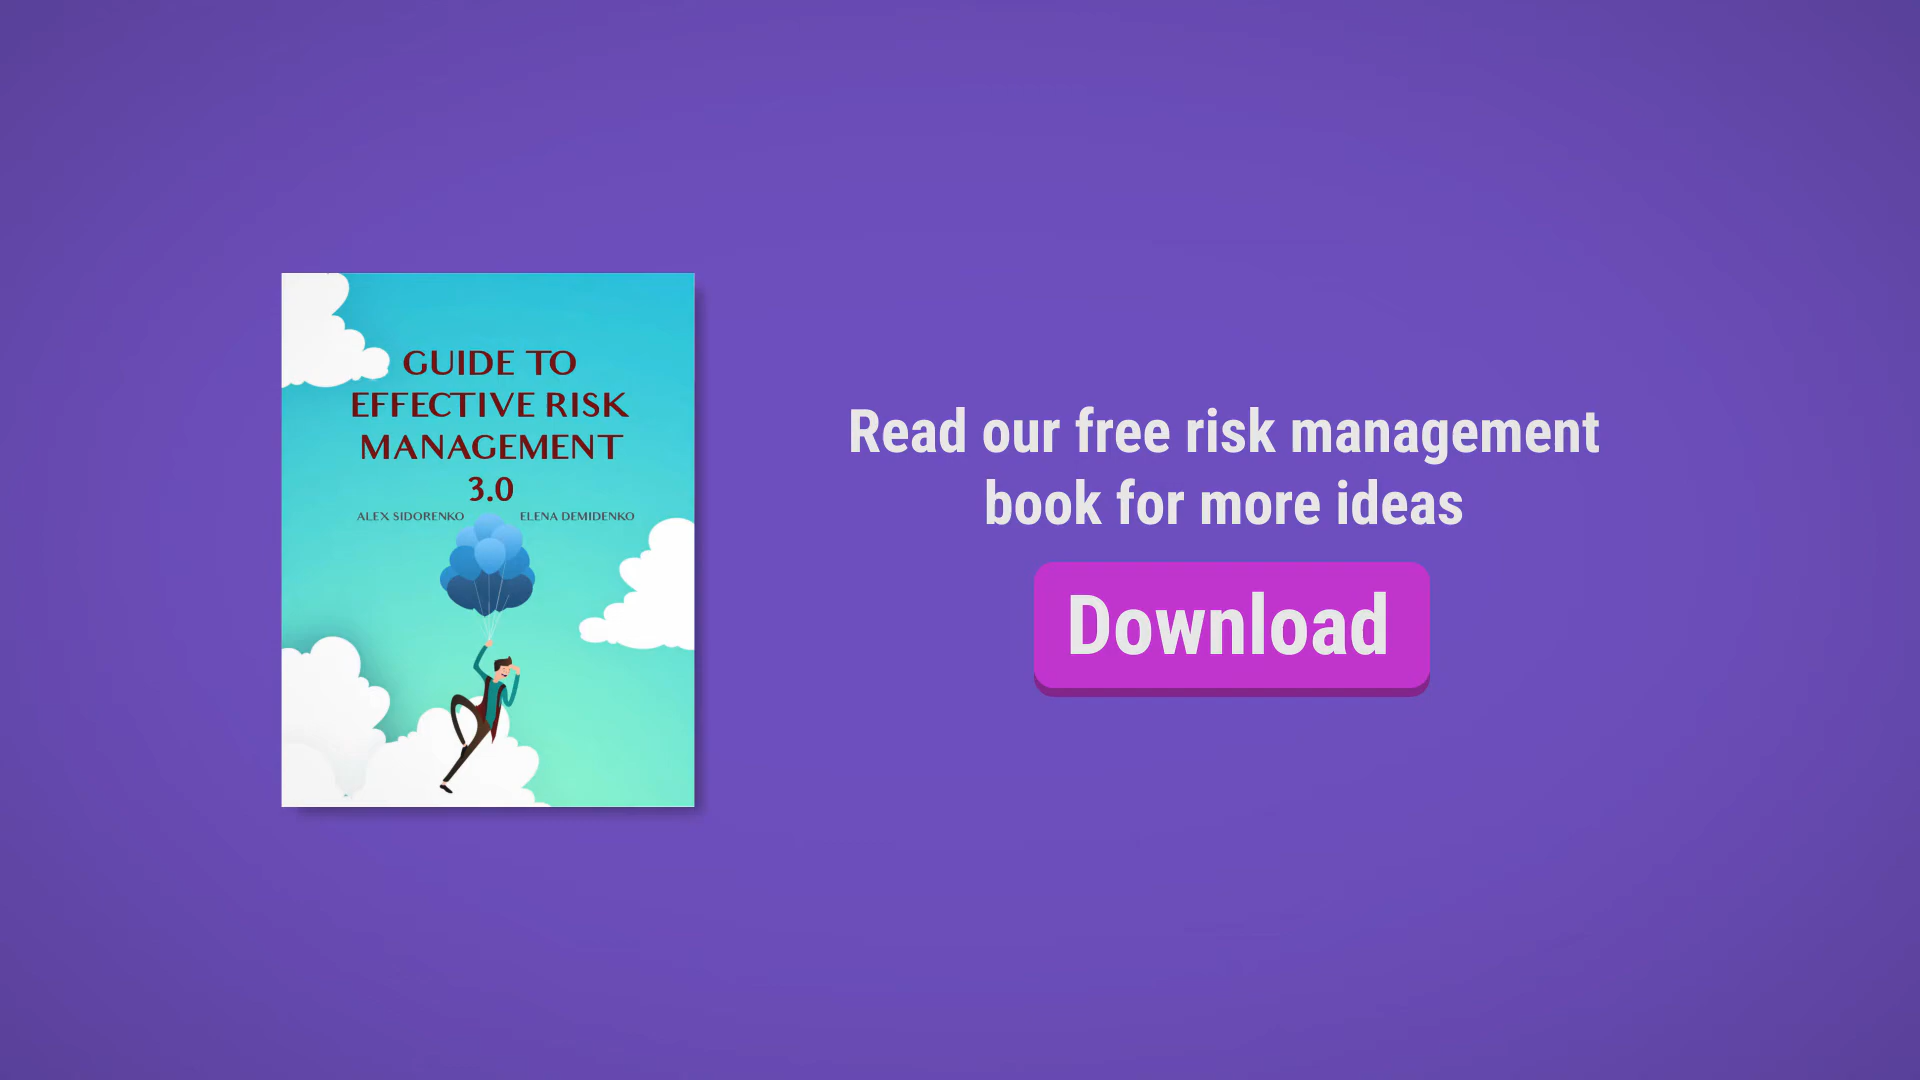 GUIDE TO
EFFECTIVE RISK
MANAGEMENT
3.0
ALEX SIDORENKO ELENA DEMIDENKO
Read our free risk management
book for more ideas
Download